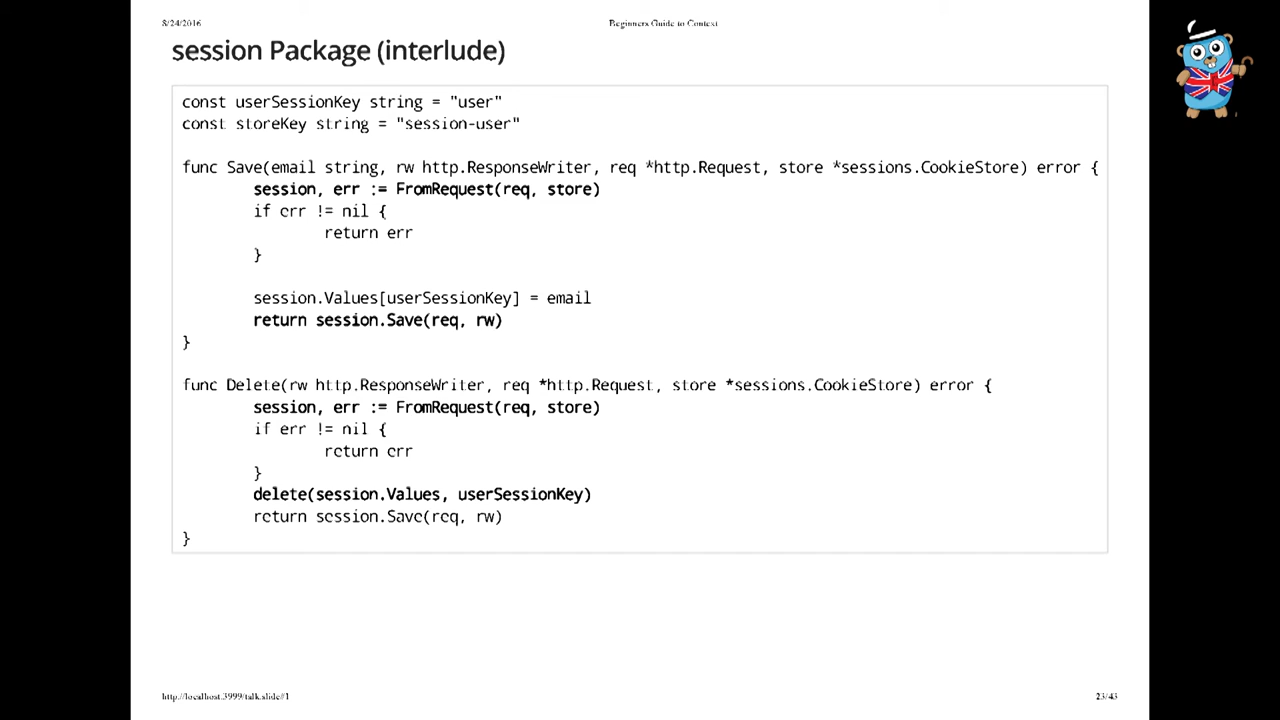 8/24/2016
Beginners Guide to Context
session Package (interlude)
const userSessionKey string = "user"
const storeKey string = "session-user"
func Save(email string, rw http.ResponseWriter, req *http.Request, store *sessions.CookieStore) error {
session, err := FromRequest(req, store)
if err != nil {
return err
}
session.Values[userSessionKey] = email
return session.Save(req, rw)
}
func Delete(rw http.ResponseWriter, req *http.Request, store *sessions.CookieStore) error {
session, err := FromRequest(req, store)
if err != nil {
return err
}
delete(session.Values, userSessionKey)
return session.Save(req, rw)
}
http://localhost:3999/talk.slide#1
23/43